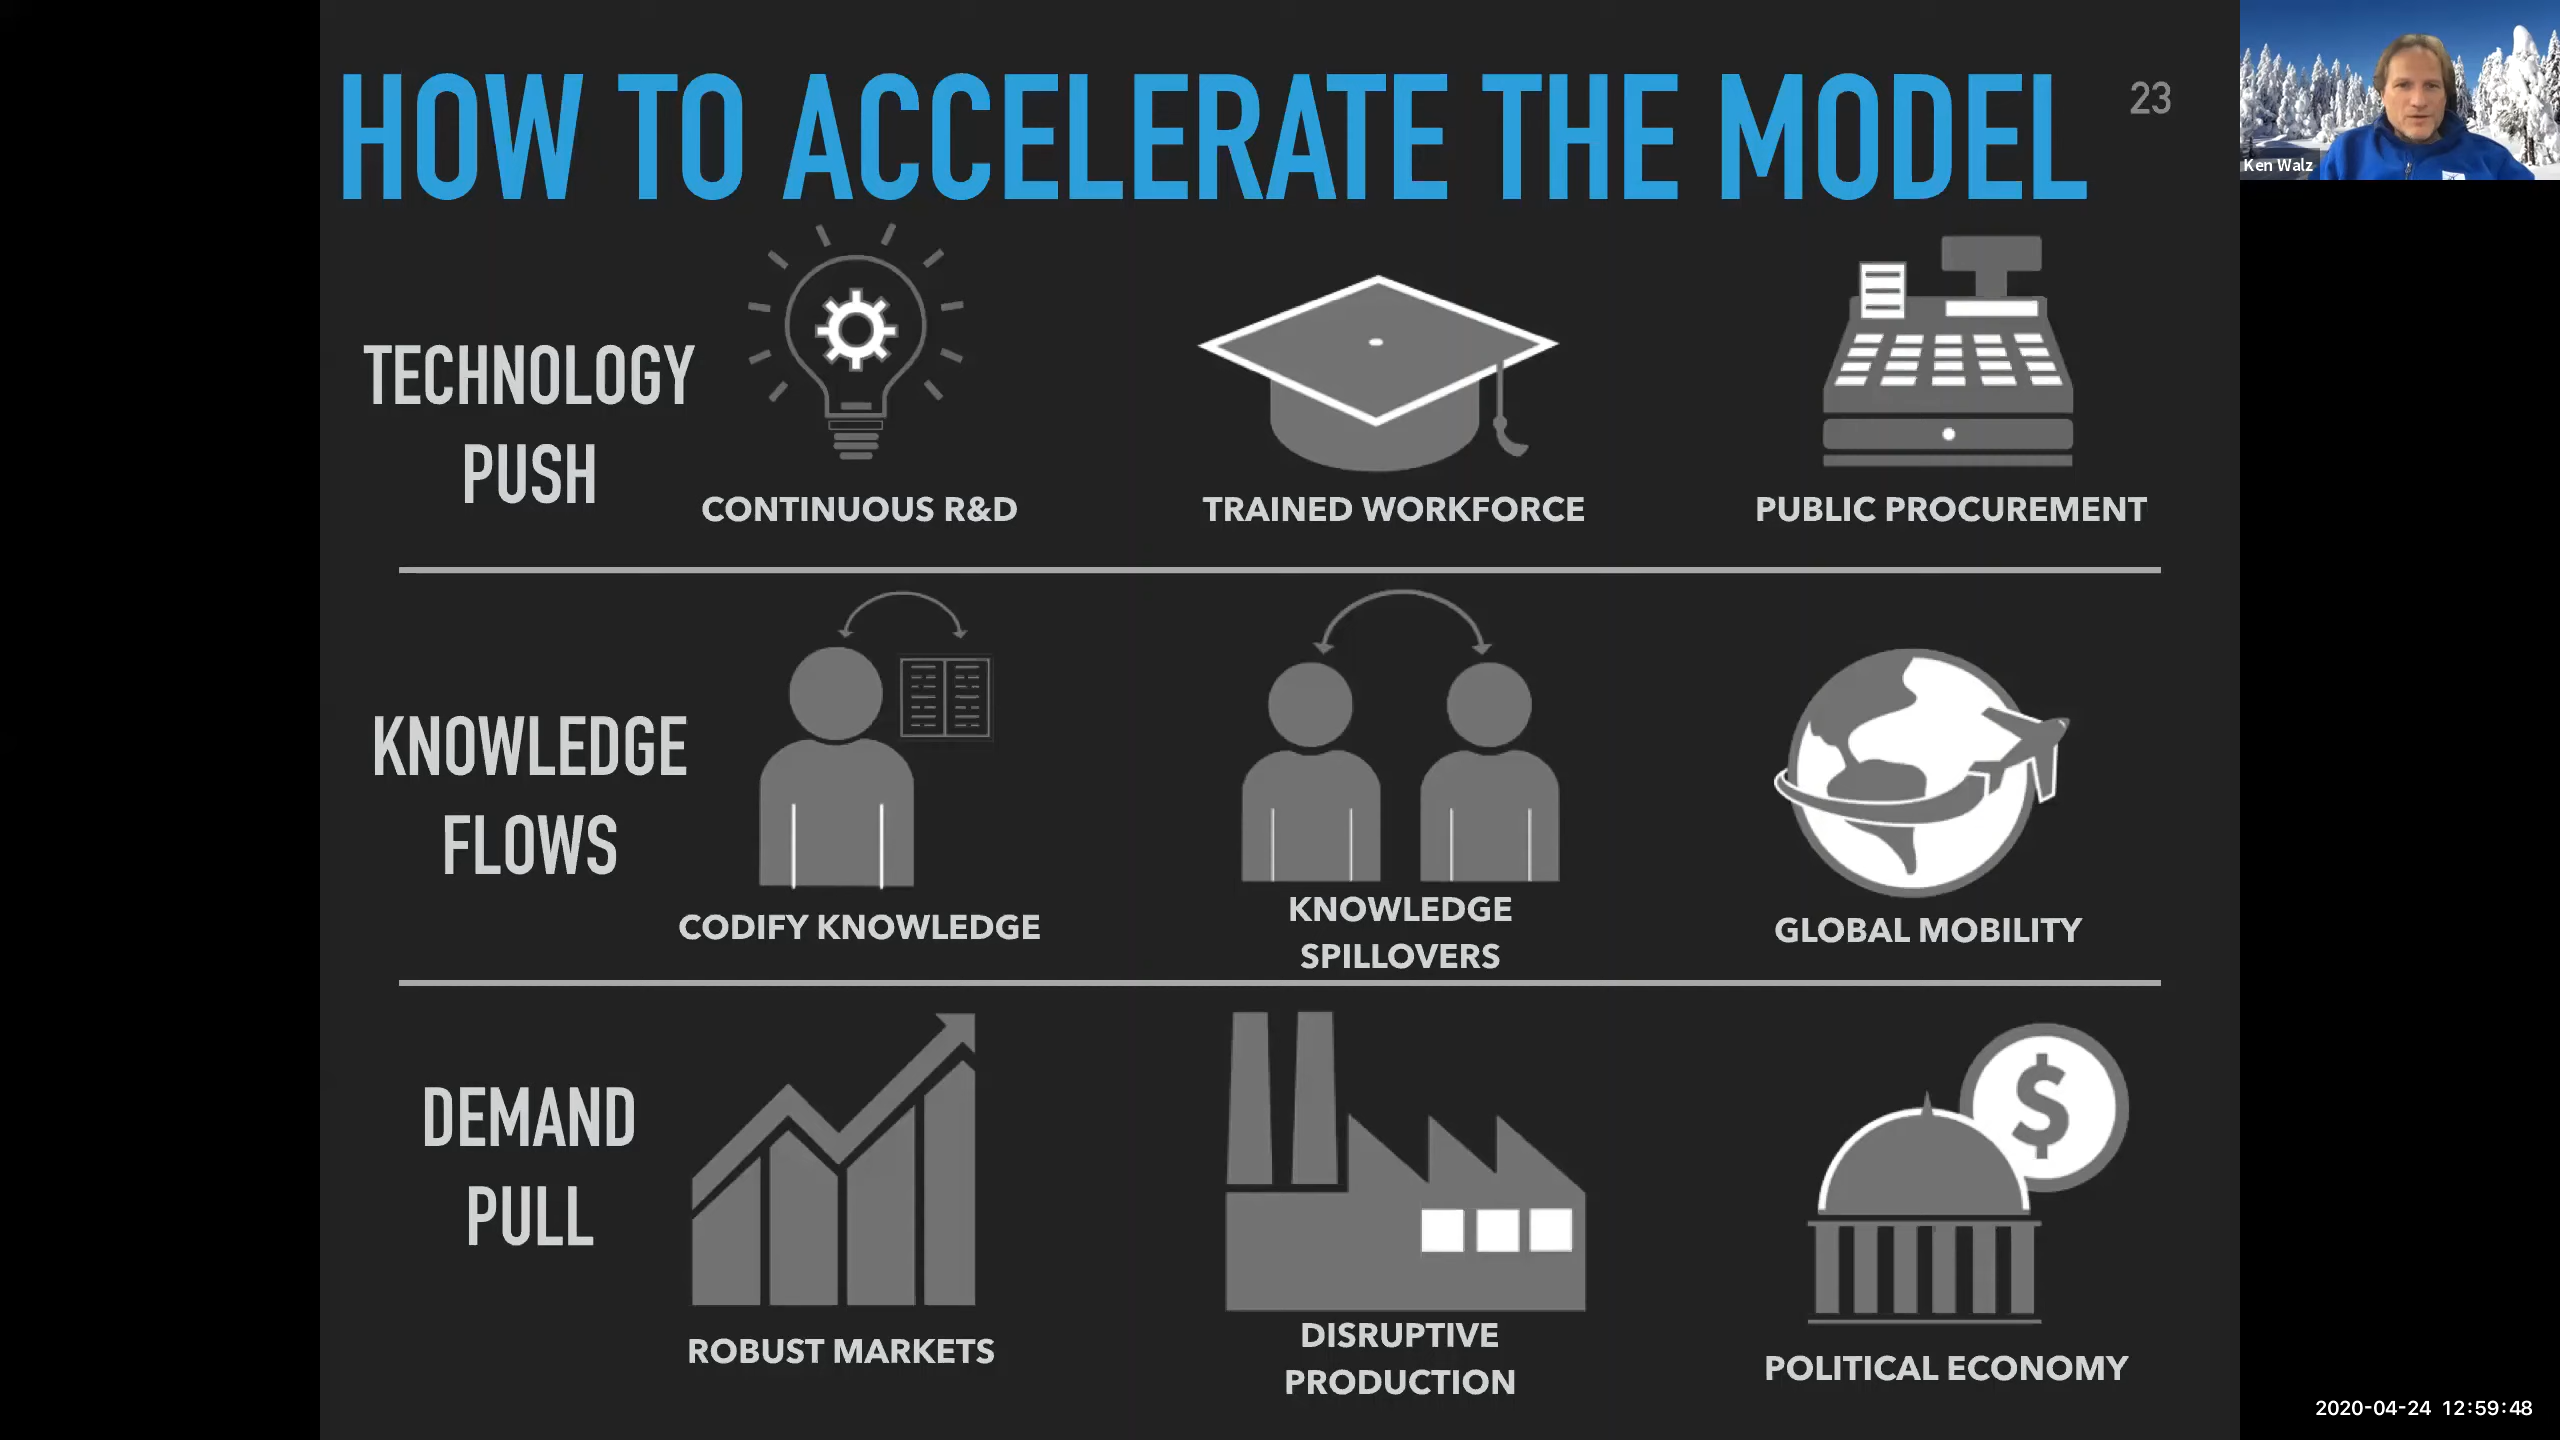 HOW TO ACCELERATE THE MODEL
23
Ken Walz
TECHNOLOGY
PUSH
CONTINUOUS R&D
TRAINED WORKFORCE
PUBLIC PROCUREMENT
KNOWLEDGE
FLOWS
CODIFY KNOWLEDGE
KNOWLEDGE
SPILLOVERS
GLOBAL MOBILITY
DEMAND
PULL
$
ROBUST MARKETS
DISRUPTIVE
PRODUCTION
POLITICAL ECONOMY
2020-04-24 12:59:48